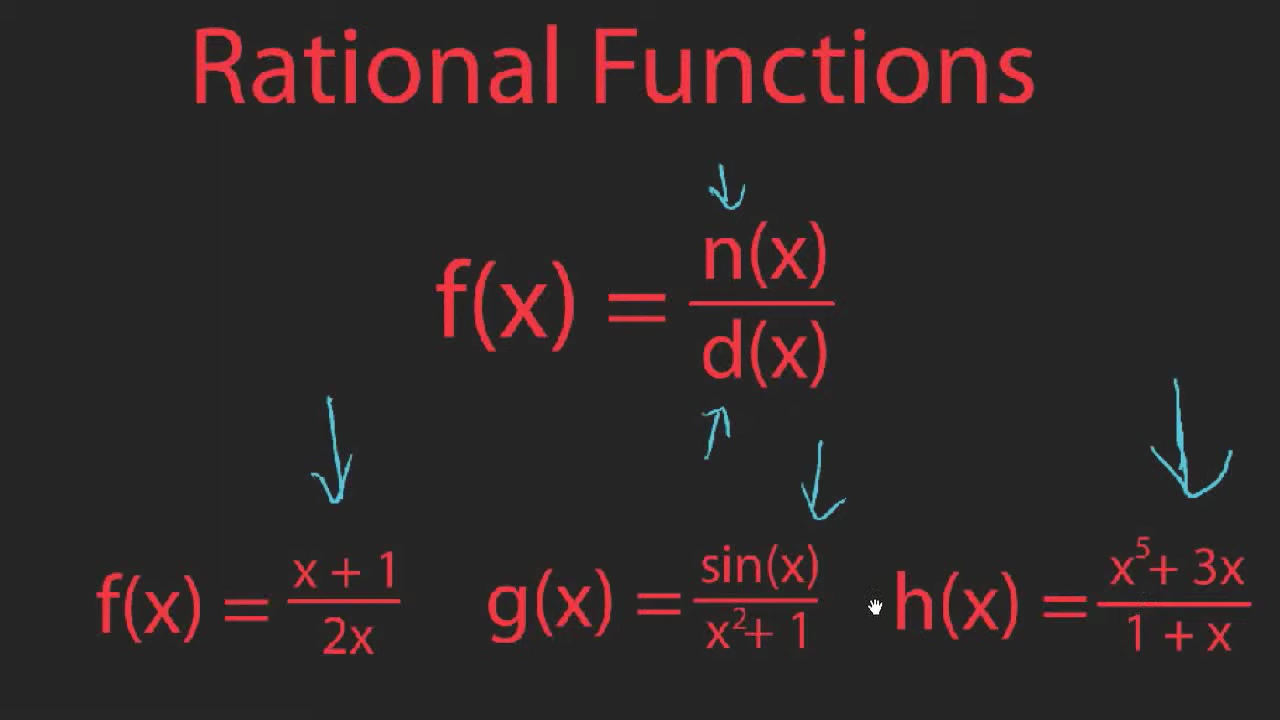 Rational Functions
f(x) = n(x)/d(x)
f(x) = x + 1/2x g(x) = sin(x)/x²+ 1 h(x) = x⁵+ 3x/1 + x